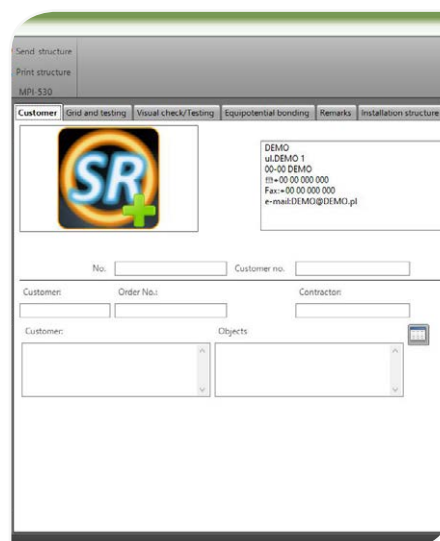 Send structure
Print structure
MPI-530
Customer Grid and testing Visual check/Testing Equipotential bonding Remarks Installation structure
SR
DEMO
ul.DEMO 1
00-00 DEMO
☎+00 00 000 000
Fax:+00 00 000 000
e-mail:DEMO@DEMO.pl
No. Customer no.
Customer: Order No.: Contractor:
Customer: Objects